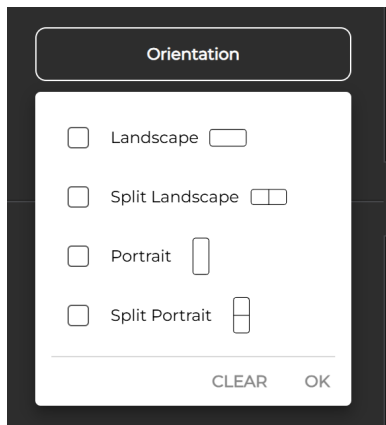 Orientation
Landscape
Split Landscape
Portrait
Split Portrait
CLEAR OK